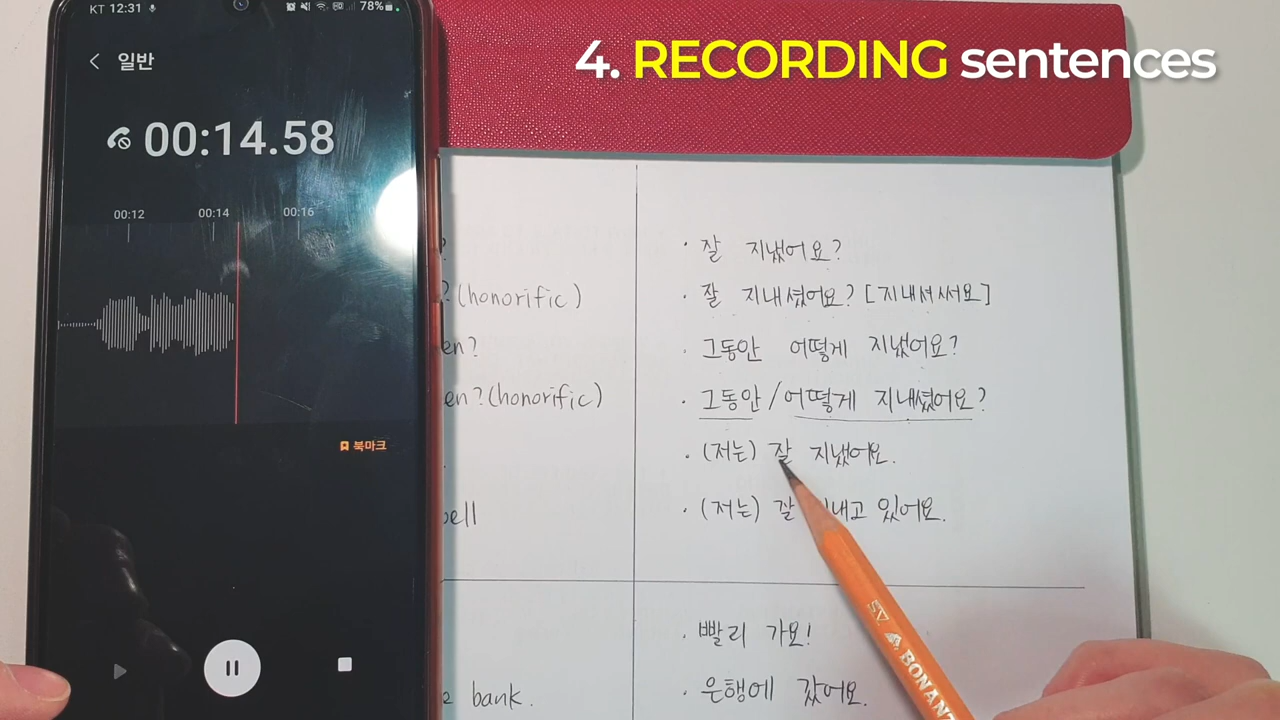 KT 12:31 78%
4. RECORDING sentences
일반
00:14.58
00:12 00:14 00:16
북마크
?
?(honorific)
en?
en?(honorific)
.
bell
bank.
· 잘 지냈어요?
· 잘 지내셨어요? [지내셔써요]
· 그동안 어떻게 지냈어요?
· 그동안 / 어떻게 지내셨어요?
· (저는) 잘 지냈어요.
· (저는) 잘 지내고 있어요.
· 빨리 가요!
· 은행에 갔어요.
BONANZ